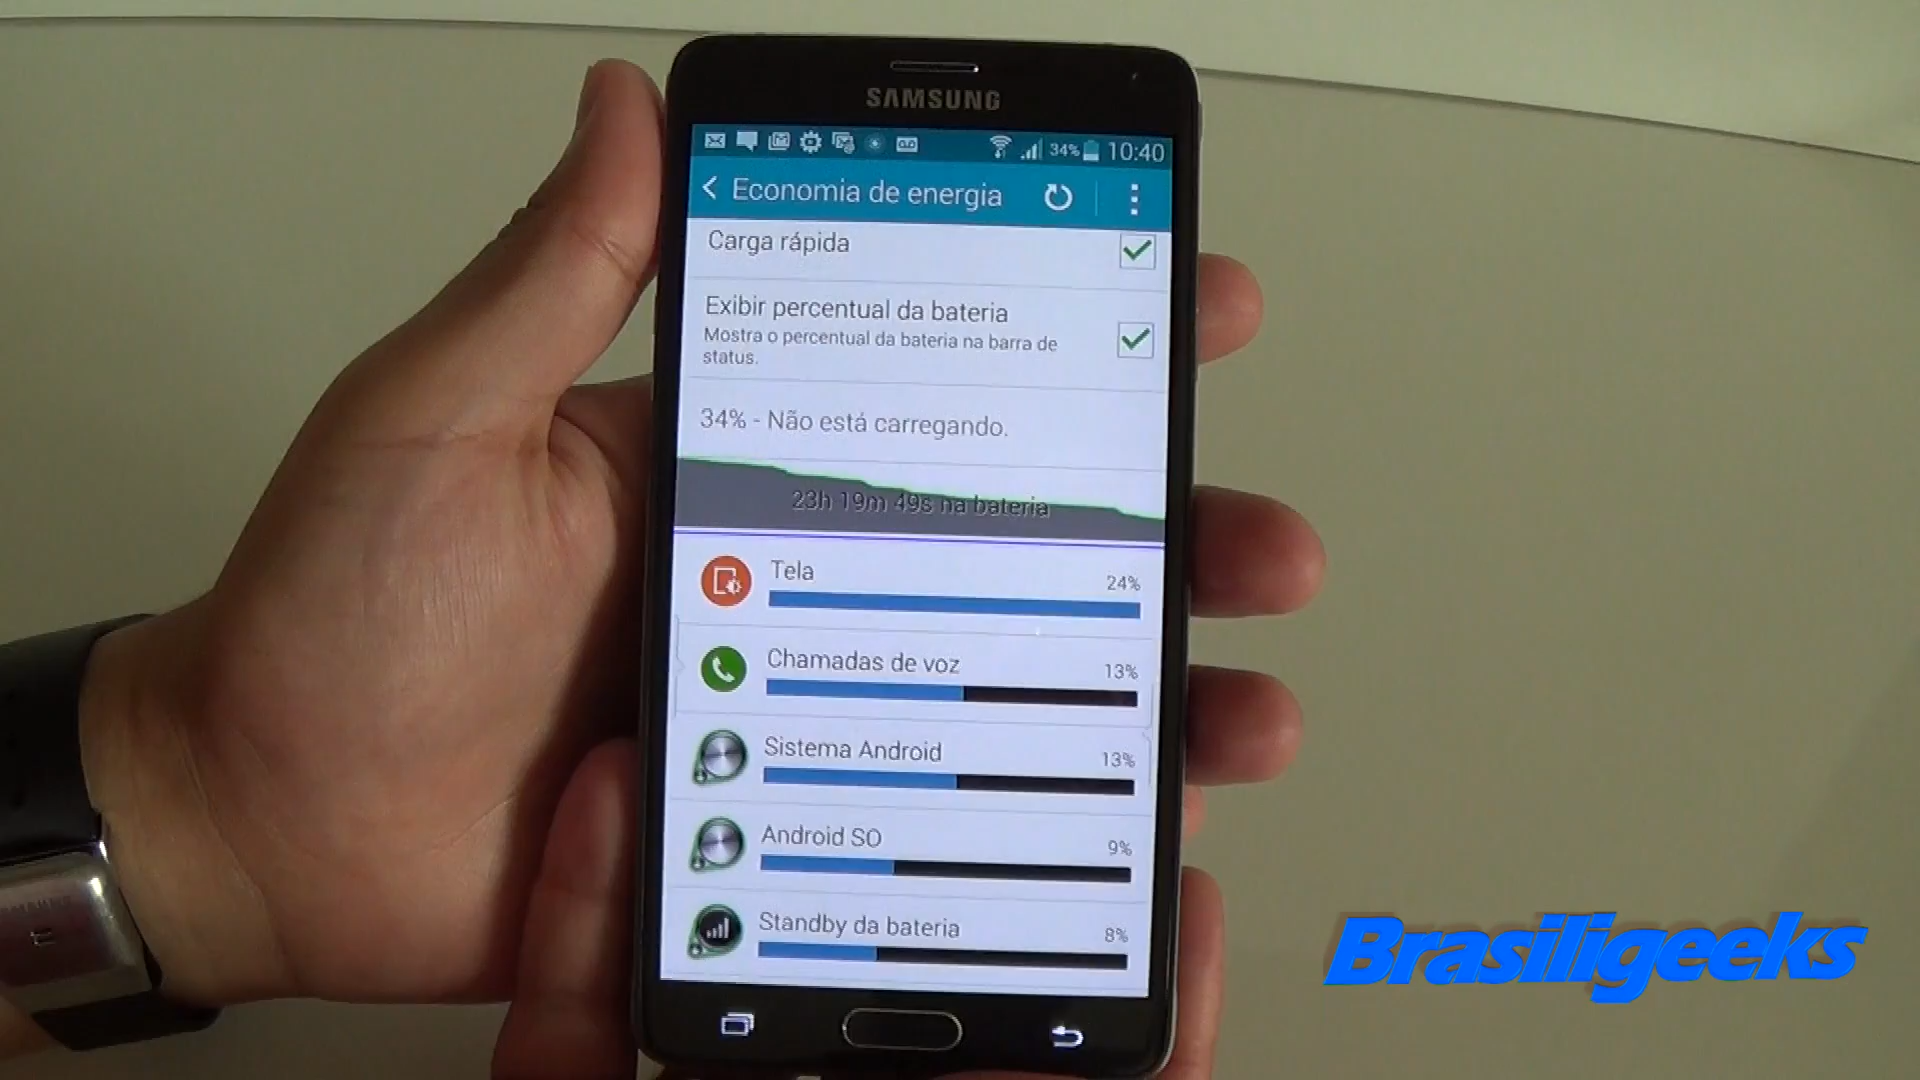 SAMSUNG
34% 10:40
Economia de energia
Carga rápida
Exibir percentual da bateria
Mostra o percentual da bateria na barra de
status.
34% - Não está carregando.
23h 19m 49s na bateria
Tela
24%
Chamadas de voz
13%
Sistema Android
13%
Android SO
9%
Standby da bateria
8%
SAMSUNG
Brasiligeeks